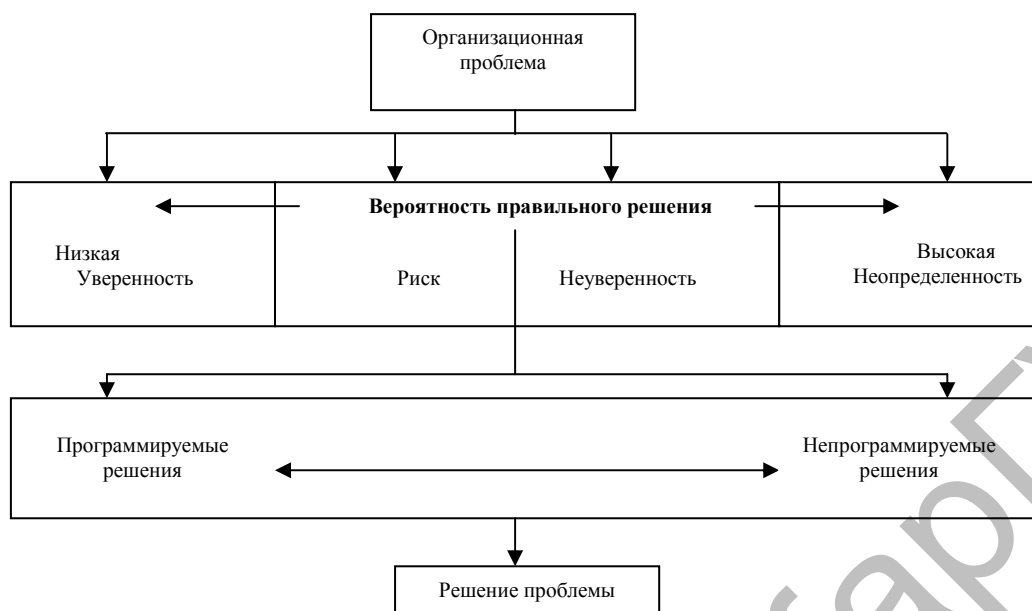 Организационная
проблема
Вероятность правильного решения
Низкая
Уверенность
Риск
Неуверенность
Высокая
Неопределенность
Программируемые
решения
Непрограммируемые
решения
Решение проблемы